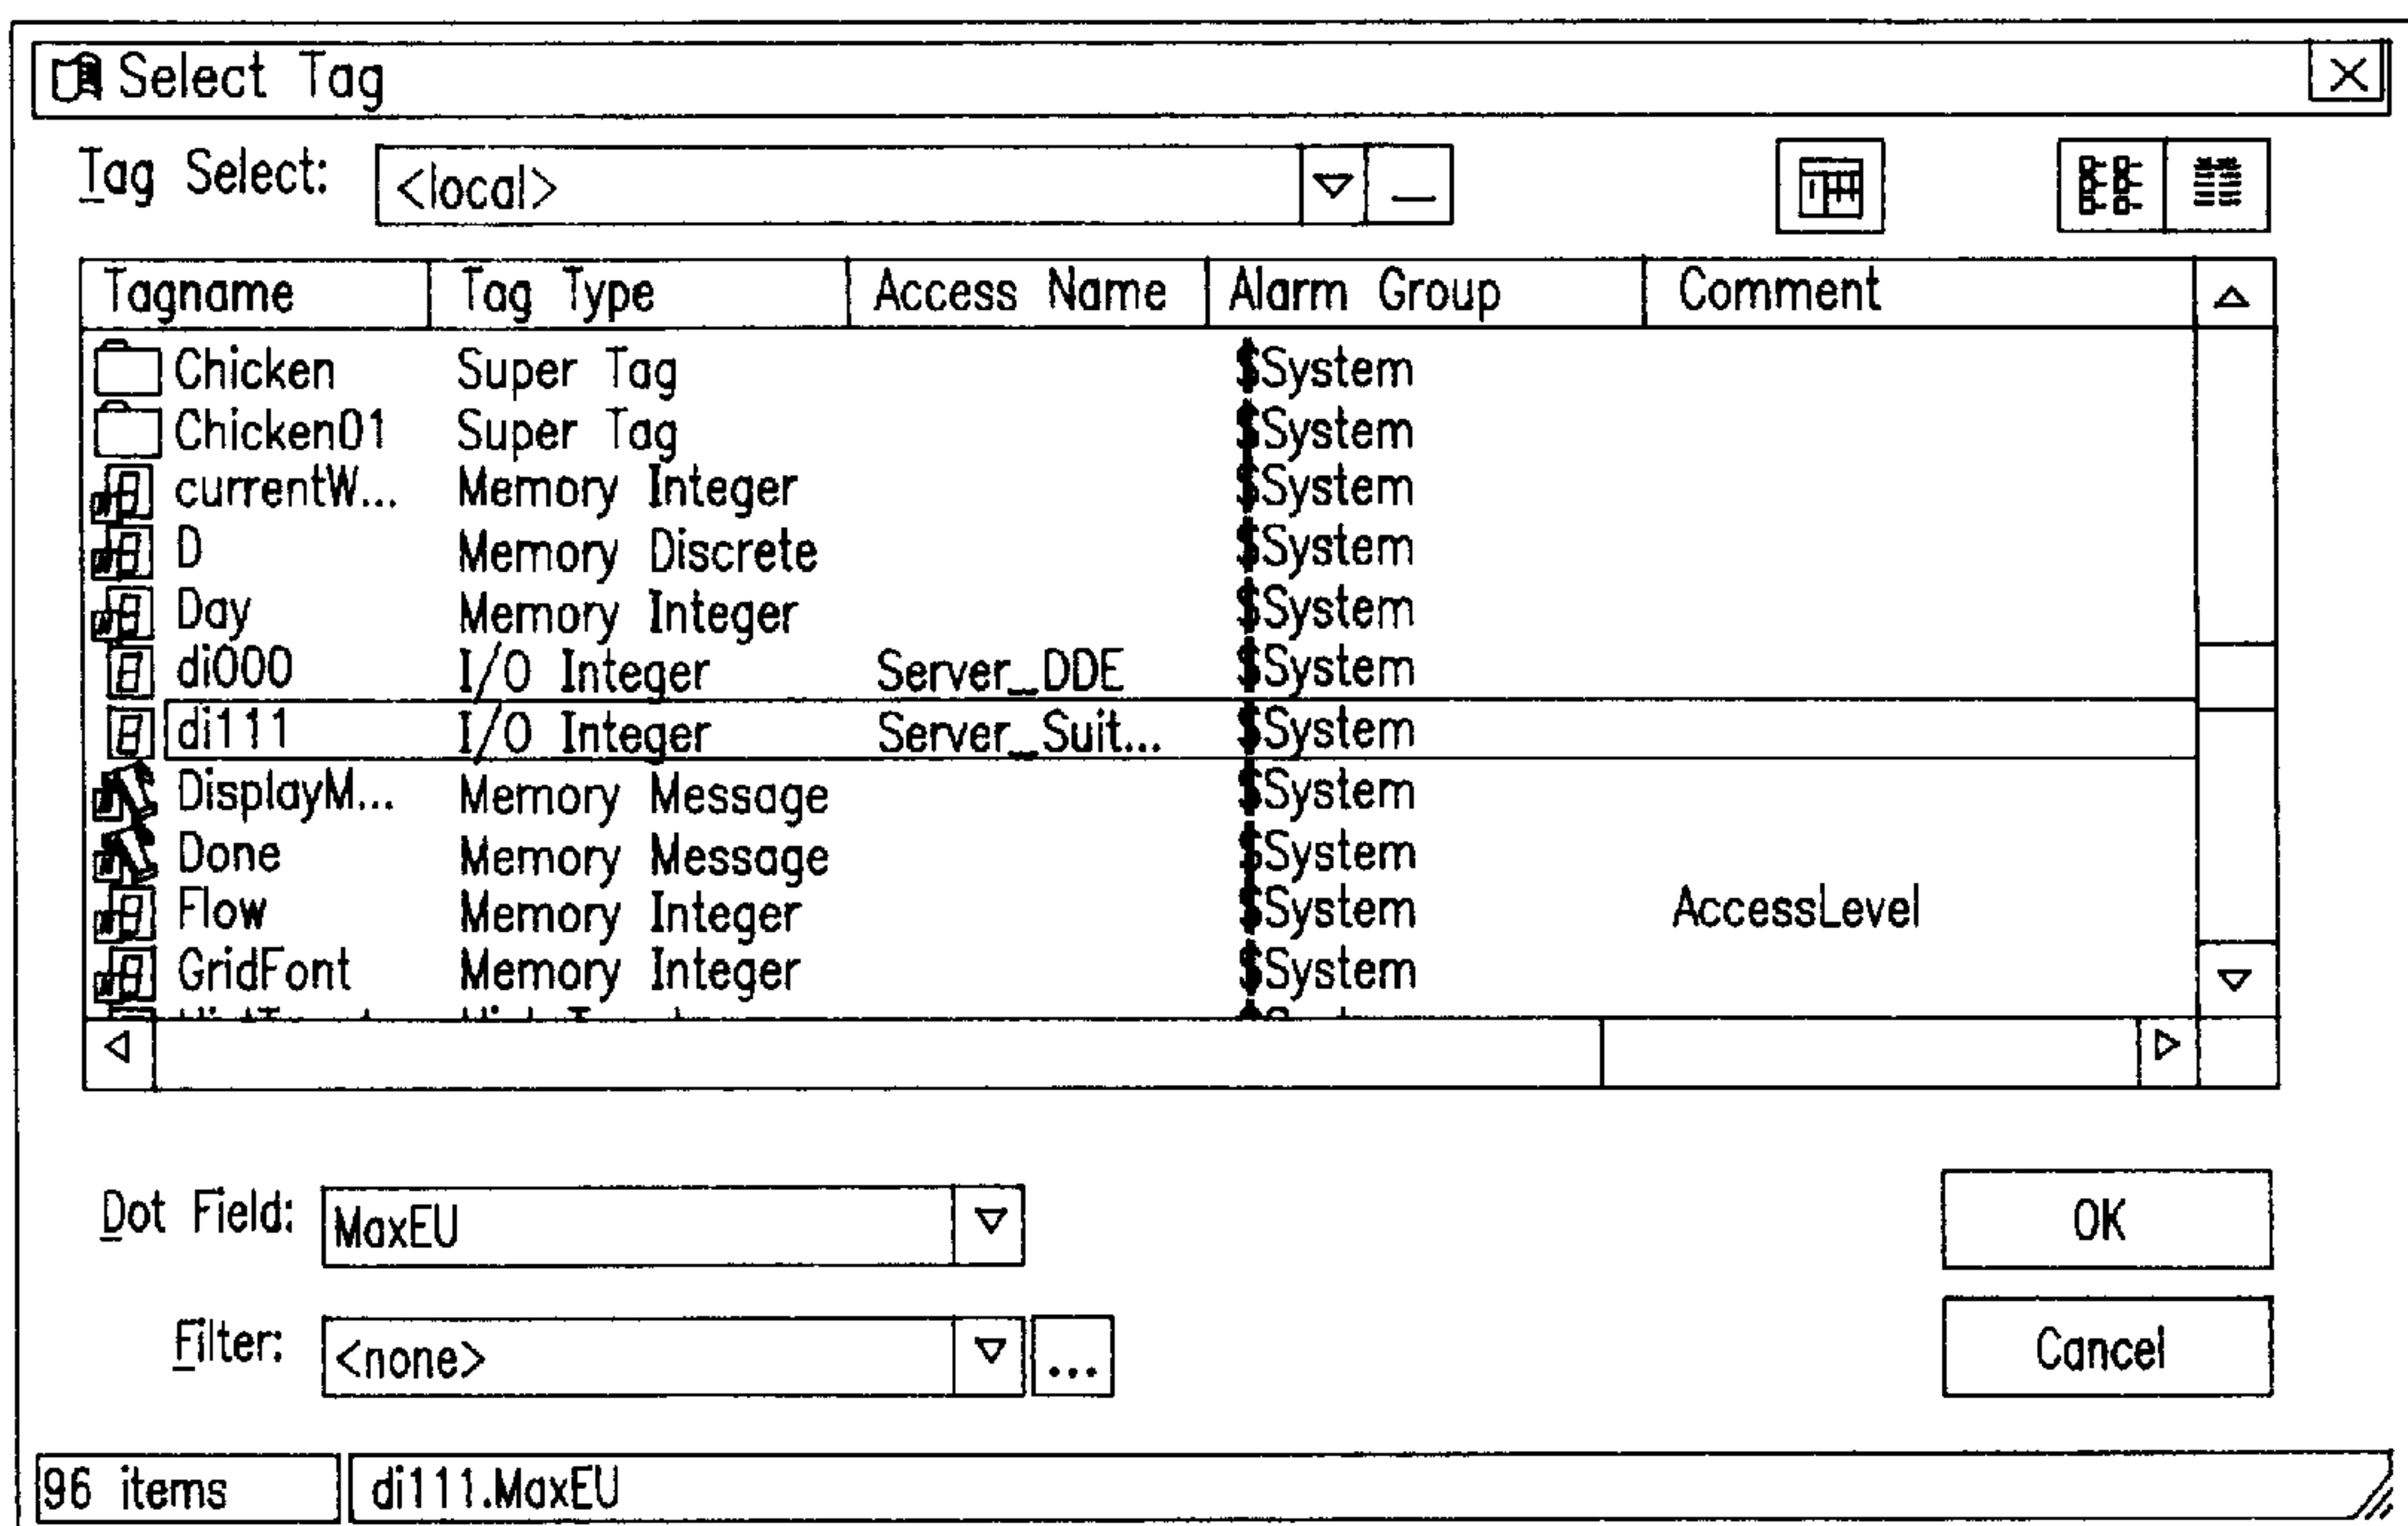 Select Tag
Tag Select: <local>
Tagname Tag Type Access Name Alarm Group Comment
Chicken Super Tag $System
Chicken01 Super Tag $System
currentW... Memory Integer $System
D Memory Discrete $System
Day Memory Integer $System
di000 I/O Integer Server_DDE $System
di111 I/O Integer Server_Suit... $System
DisplayM... Memory Message $System
Done Memory Message $System
Flow Memory Integer $System AccessLevel
GridFont Memory Integer $System
Dot Field: MaxEU
OK
Filter: <none> ...
Cancel
96 items di111.MaxEU